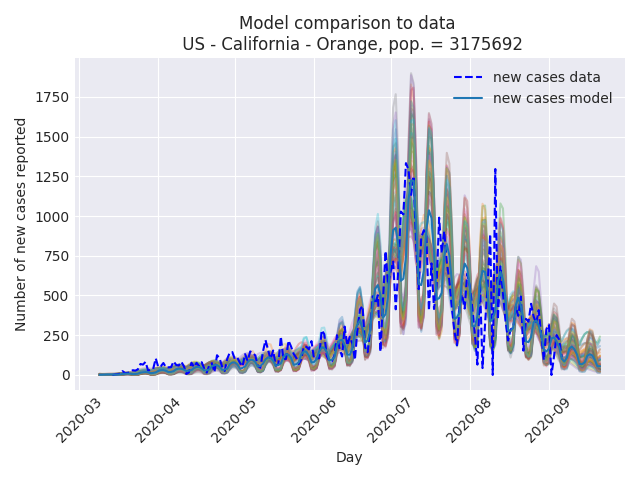 Model comparison to data
US - California - Orange, pop. = 3175692
new cases data
new cases model
Number of new cases reported
1750
1500
1250
1000
750
500
250
0
2020-03
2020-04
2020-05
2020-06
2020-07
2020-08
2020-09
Day